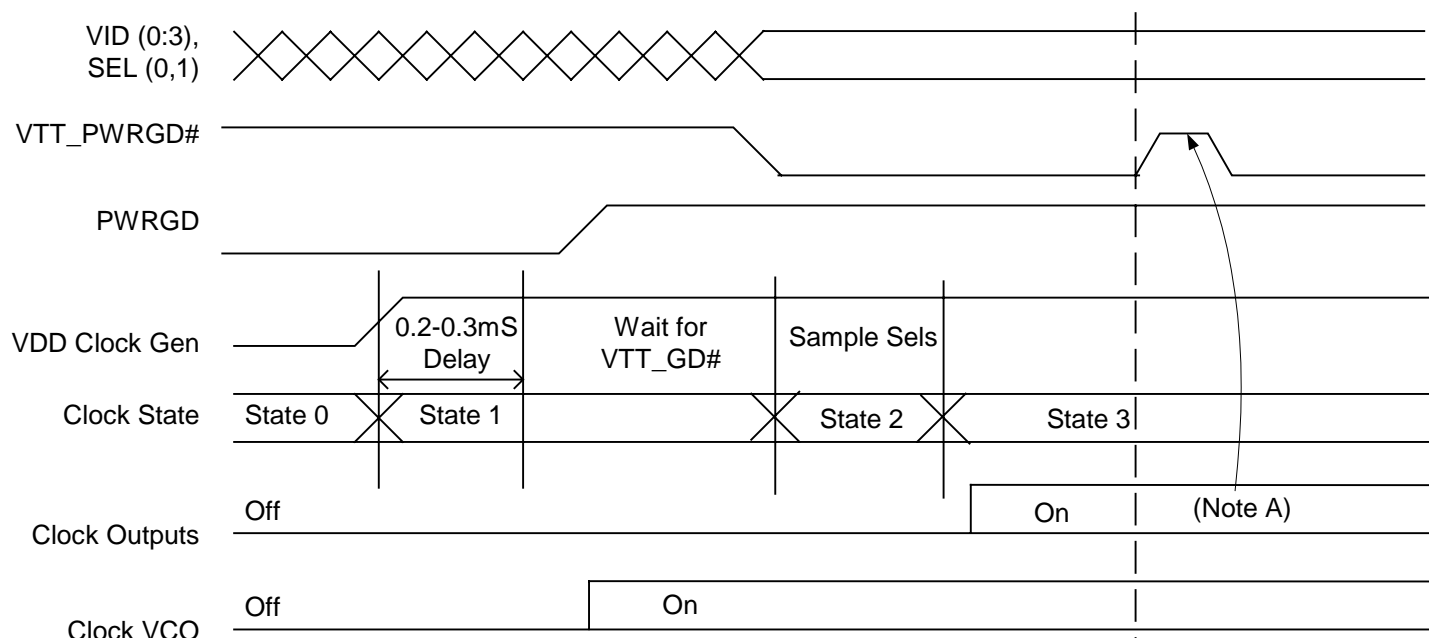 VID (0:3),
SEL (0,1)
VTT_PWRGD#
PWRGD
VDD Clock Gen
0.2-0.3mS
Delay
Wait for
VTT_GD#
Sample Sels
Clock State
State 0
State 1
State 2
State 3
Clock Outputs
Off
On
(Note A)
Clock VCO
Off
On